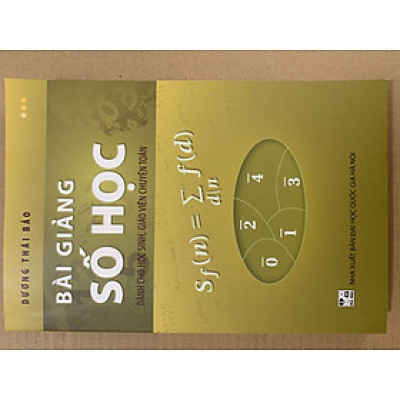 DƯƠNG THÁI BẢO
BÀI GIẢNG
SỐ HỌC
DÀNH CHO HỌC SINH, GIÁO VIÊN CHUYÊN TOÁN
S_f(n) = ∑ f(d)
d|n
0̅ 2̅ 4̅
1̅ 3̅
NHÀ XUẤT BẢN ĐẠI HỌC QUỐC GIA HÀ NỘI